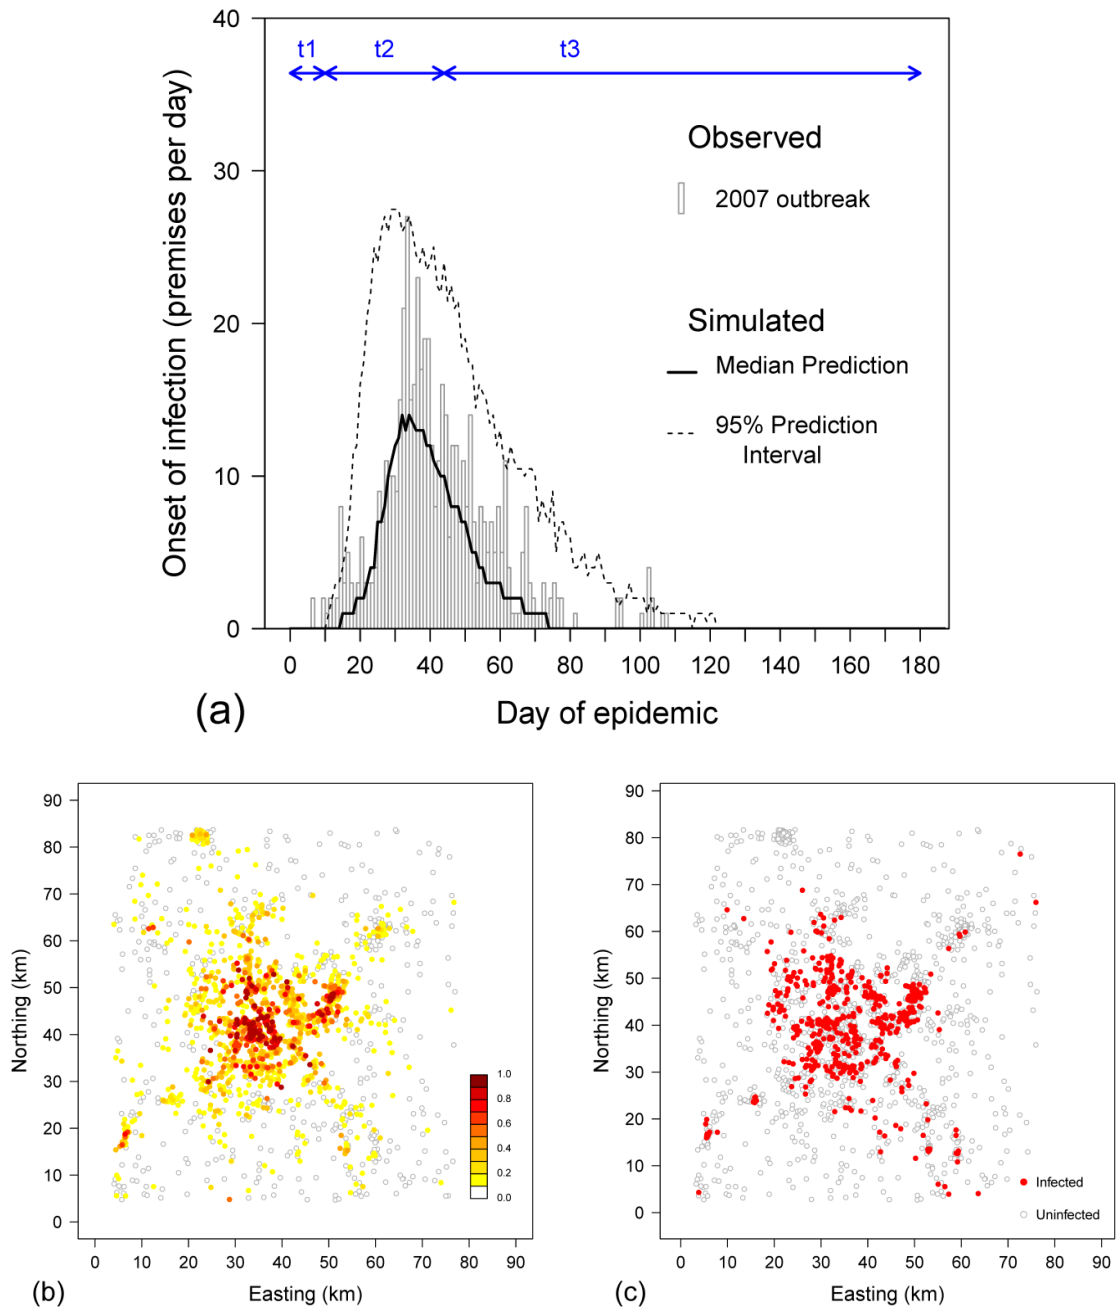 40
30
20
10
0
Onset of infection (premises per day)
t1
t2
t3
Observed
2007 outbreak
Simulated
Median Prediction
95% Prediction
Interval
0 20 40 60 80 100 120 140 160 180
Day of epidemic
(a)
90
80
70
60
50
40
30
20
10
0
Northing (km)
1.0
0.8
0.6
0.4
0.2
0.0
0 10 20 30 40 50 60 70 80 90
Easting (km)
(b)
90
80
70
60
50
40
30
20
10
0
Northing (km)
Infected
Uninfected
0 10 20 30 40 50 60 70 80 90
Easting (km)
(c)